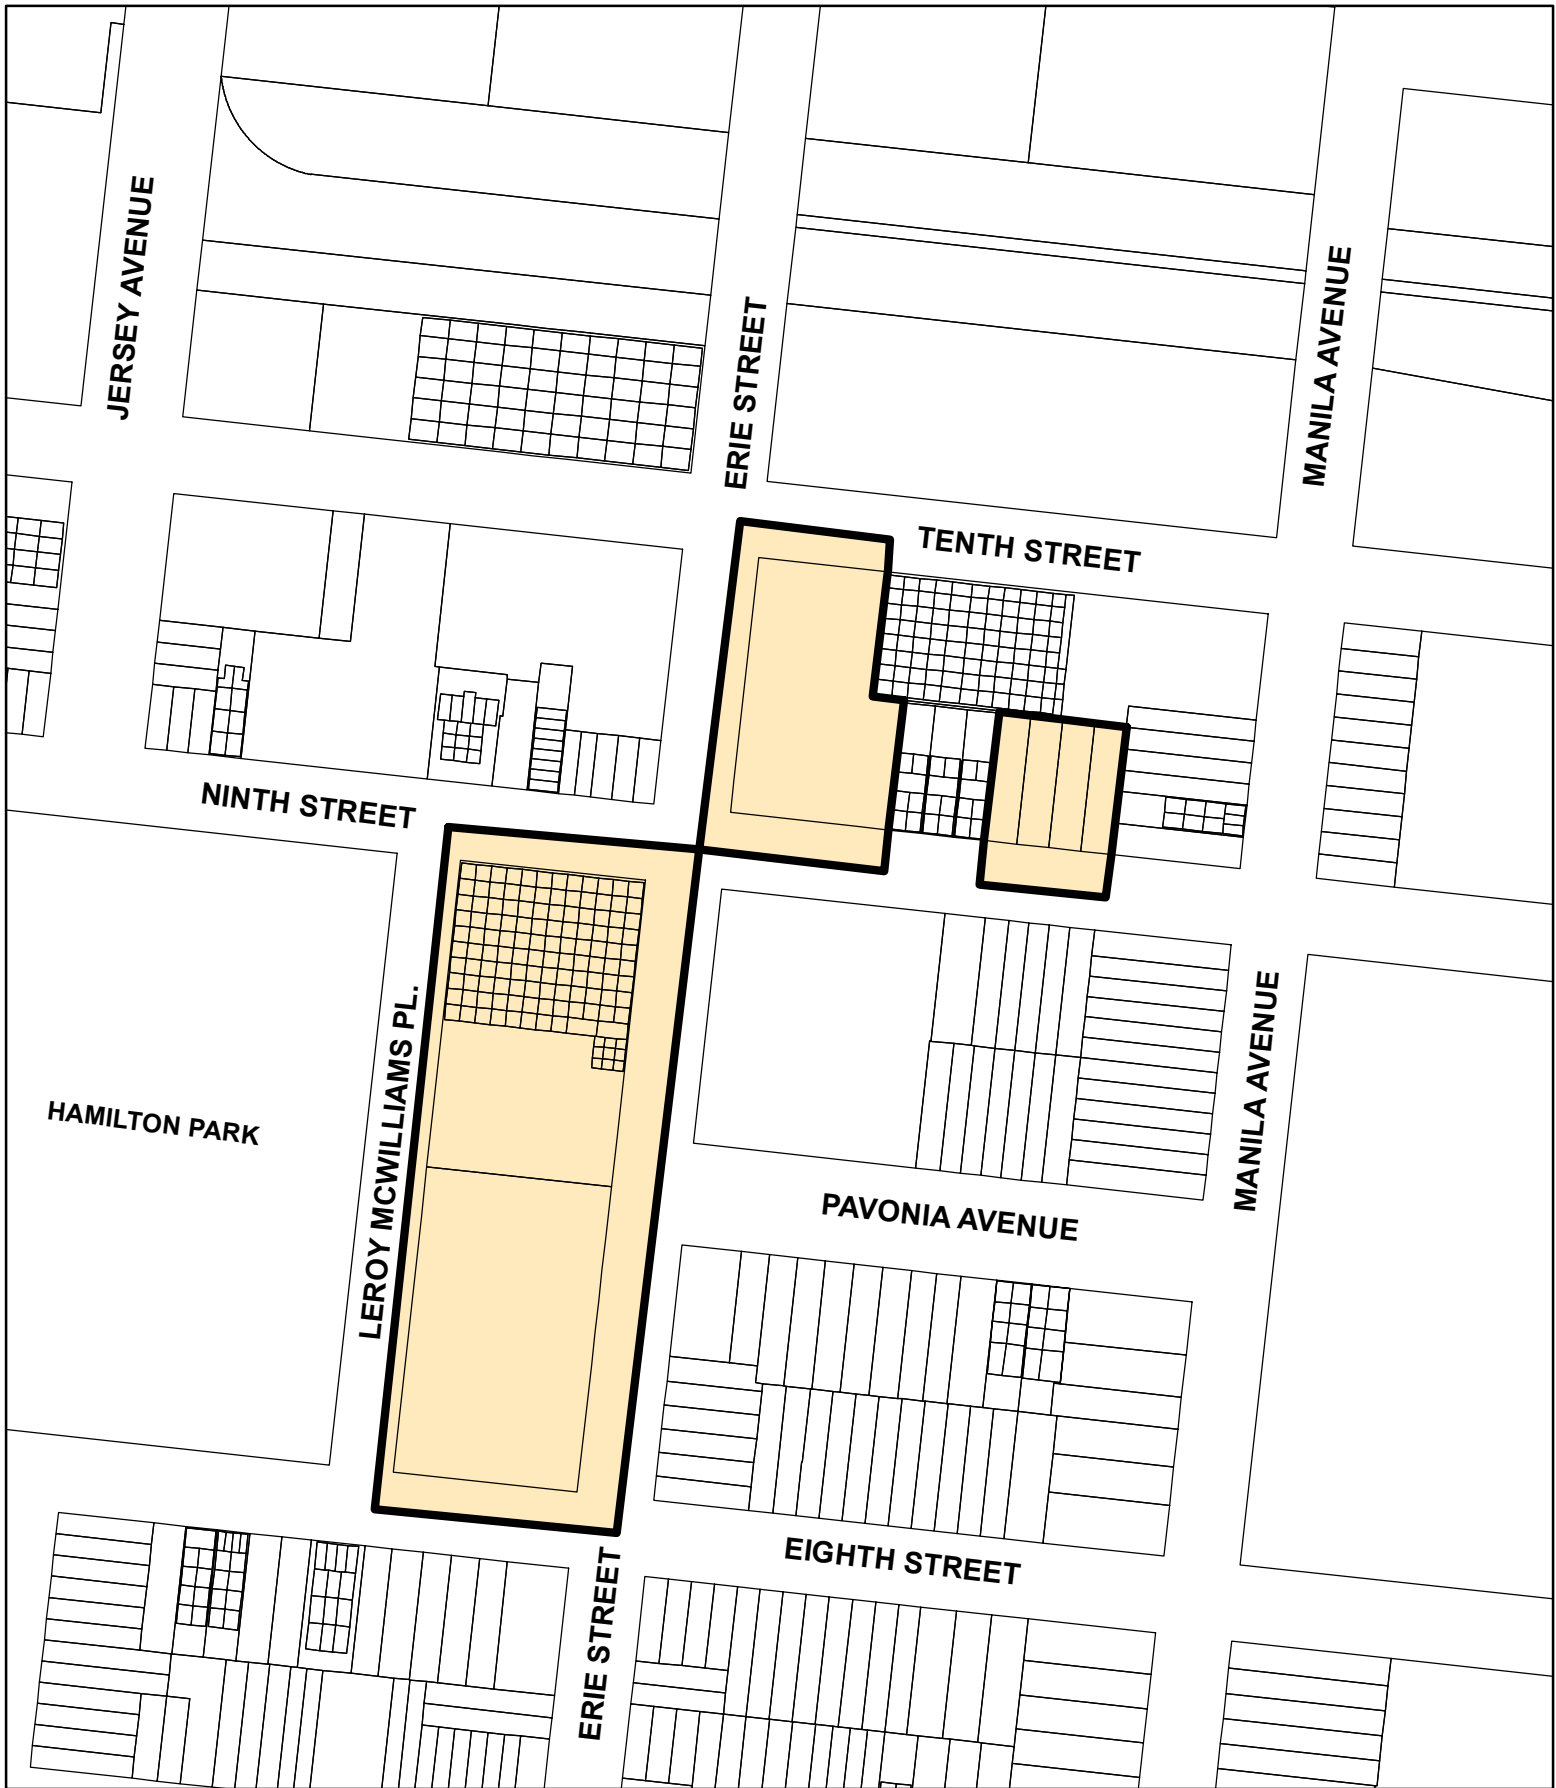 JERSEY AVENUE
MANILA AVENUE
ERIE STREET
TENTH STREET
NINTH STREET
LEROY MCWILLIAMS PL.
MANILA AVENUE
HAMILTON PARK
PAVONIA AVENUE
EIGHTH STREET
ERIE STREET